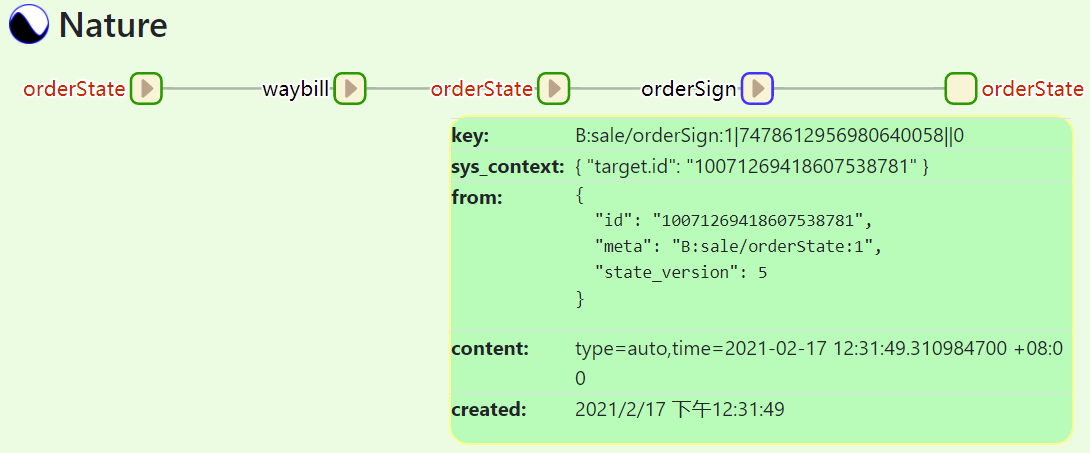 Nature
orderState waybill orderState orderSign orderState
key: B:sale/orderSign:1|7478612956980640058||0
sys_context: { "target.id": "10071269418607538781" }
from: {
"id": "10071269418607538781",
"meta": "B:sale/orderState:1",
"state_version": 5
}
content: type=auto,time=2021-02-17 12:31:49.310984700 +08:0
0
created: 2021/2/17 下午12:31:49